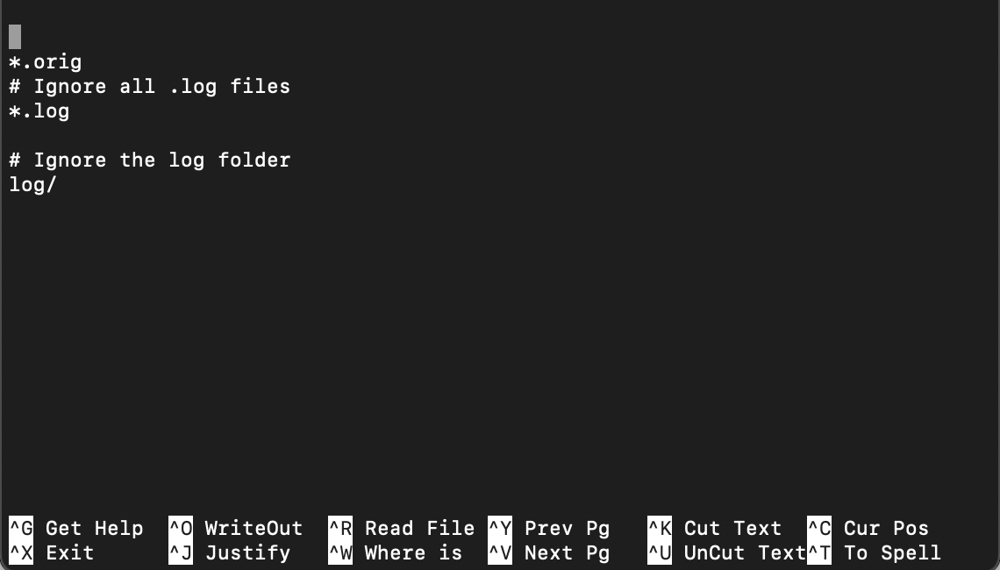 *.orig
# Ignore all .log files
*.log
# Ignore the log folder
log/
^G Get Help ^O WriteOut ^R Read File ^Y Prev Pg ^K Cut Text ^C Cur Pos
^X Exit ^J Justify ^W Where is ^V Next Pg ^U UnCut Text ^T To Spell